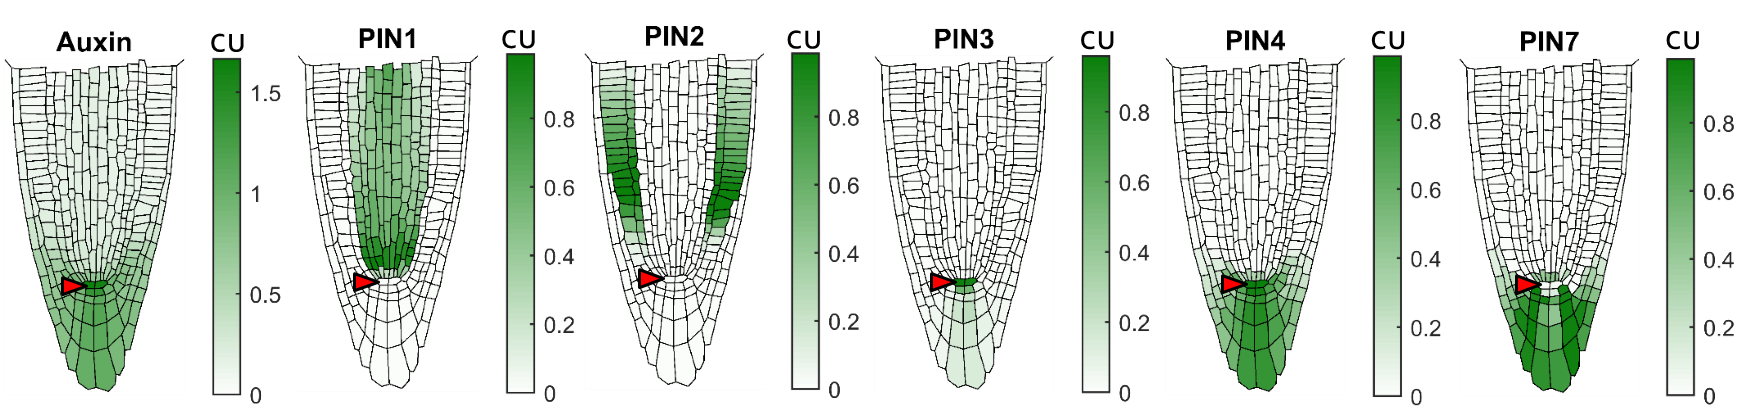 Auxin CU 1.5 1 0.5 0
PIN1 CU 0.8 0.6 0.4 0.2 0
PIN2 CU 0.8 0.6 0.4 0.2 0
PIN3 CU 0.8 0.6 0.4 0.2 0
PIN4 CU 0.8 0.6 0.4 0.2 0
PIN7 CU 0.8 0.6 0.4 0.2 0